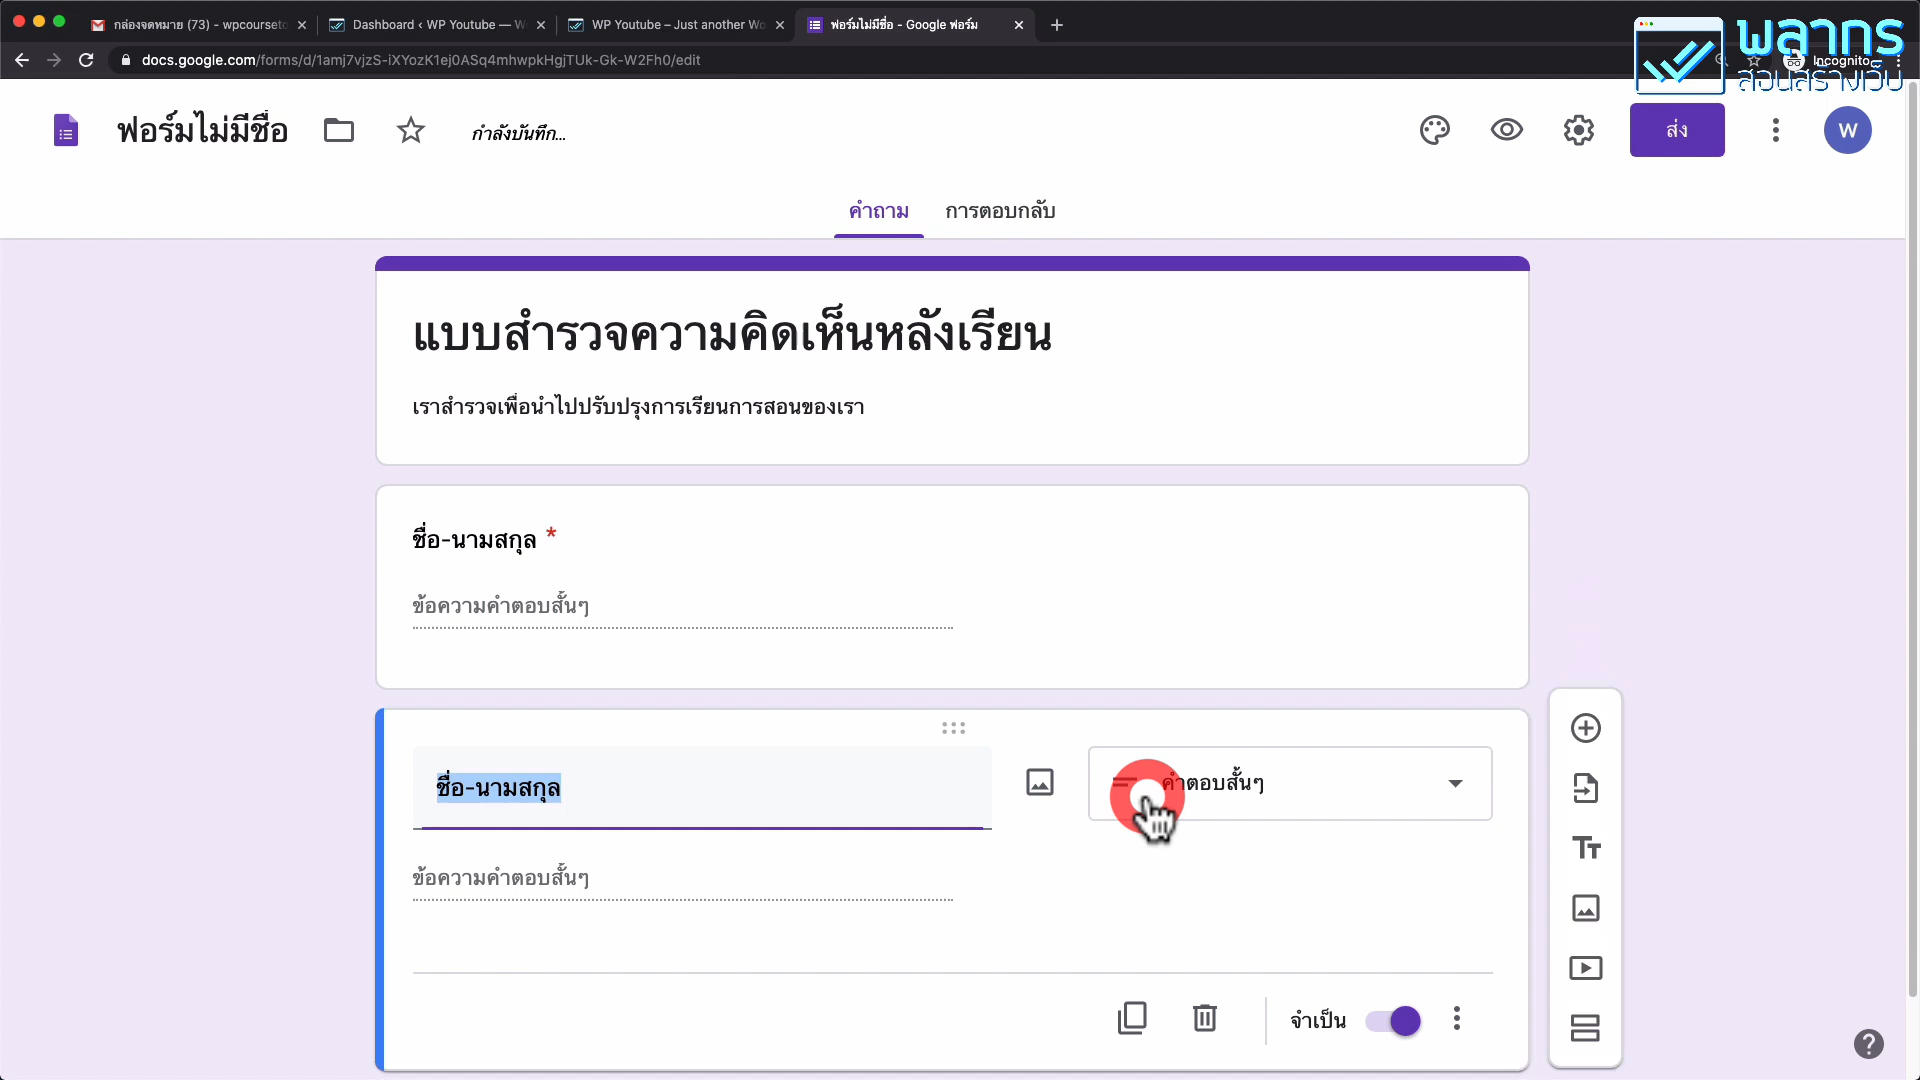 กล่องจดหมาย (73) - wpcourseto
Dashboard ‹ WP Youtube — W
WP Youtube – Just another Wo
ฟอร์มไม่มีชื่อ - Google ฟอร์ม
พลากร
สอนสร้างเว็บ
docs.google.com/forms/d/1amj7vjzS-iXYozK1ej0ASq4mhwpkHgjTUk-Gk-W2Fh0/edit
Incognito
ฟอร์มไม่มีชื่อ
กำลังบันทึก...
ส่ง
W
คำถาม
การตอบกลับ
แบบสำรวจความคิดเห็นหลังเรียน
เราสำรวจเพื่อนำไปปรับปรุงการเรียนการสอนของเรา
ชื่อ-นามสกุล *
ข้อความคำตอบสั้นๆ
ชื่อ-นามสกุล
คำตอบสั้นๆ
ข้อความคำตอบสั้นๆ
จำเป็น